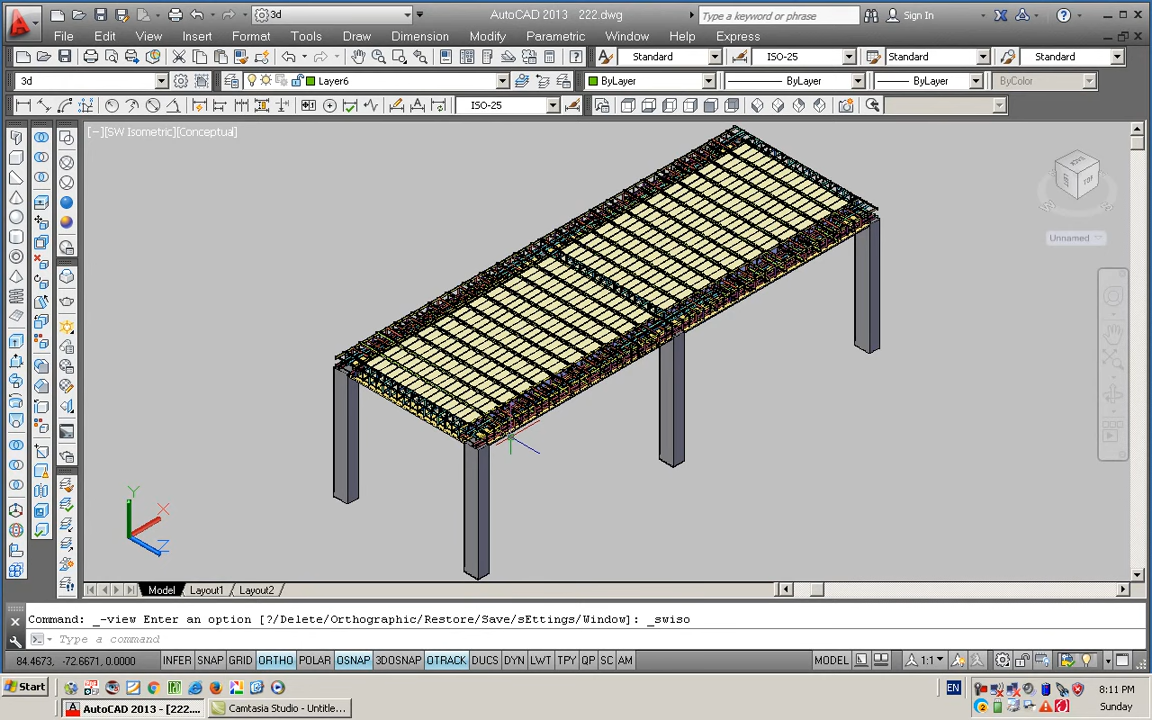 3d
AutoCAD 2013   222.dwg
Type a keyword or phrase
Sign In
File Edit View Insert Format Tools Draw Dimension Modify Parametric Window Help Express
Standard
ISO-25
Standard
Standard
3d
Layer6
ByLayer
ByLayer
ByLayer
ByColor
ISO-25
[−][SW Isometric][Conceptual]
Unnamed
Y
X
Z
Model Layout1 Layout2
Command: _-view Enter an option [?/Delete/Orthographic/Restore/Save/sEttings/Window]: _swiso
Type a command
84.4673, -72.6671, 0.0000
INFER SNAP GRID ORTHO POLAR OSNAP 3DOSNAP OTRACK DUCS DYN LWT TPY QP SC AM
MODEL
1:1
Start
EN
8:11 PM
AutoCAD 2013 - [222....
Camtasia Studio - Untitle...
Sunday